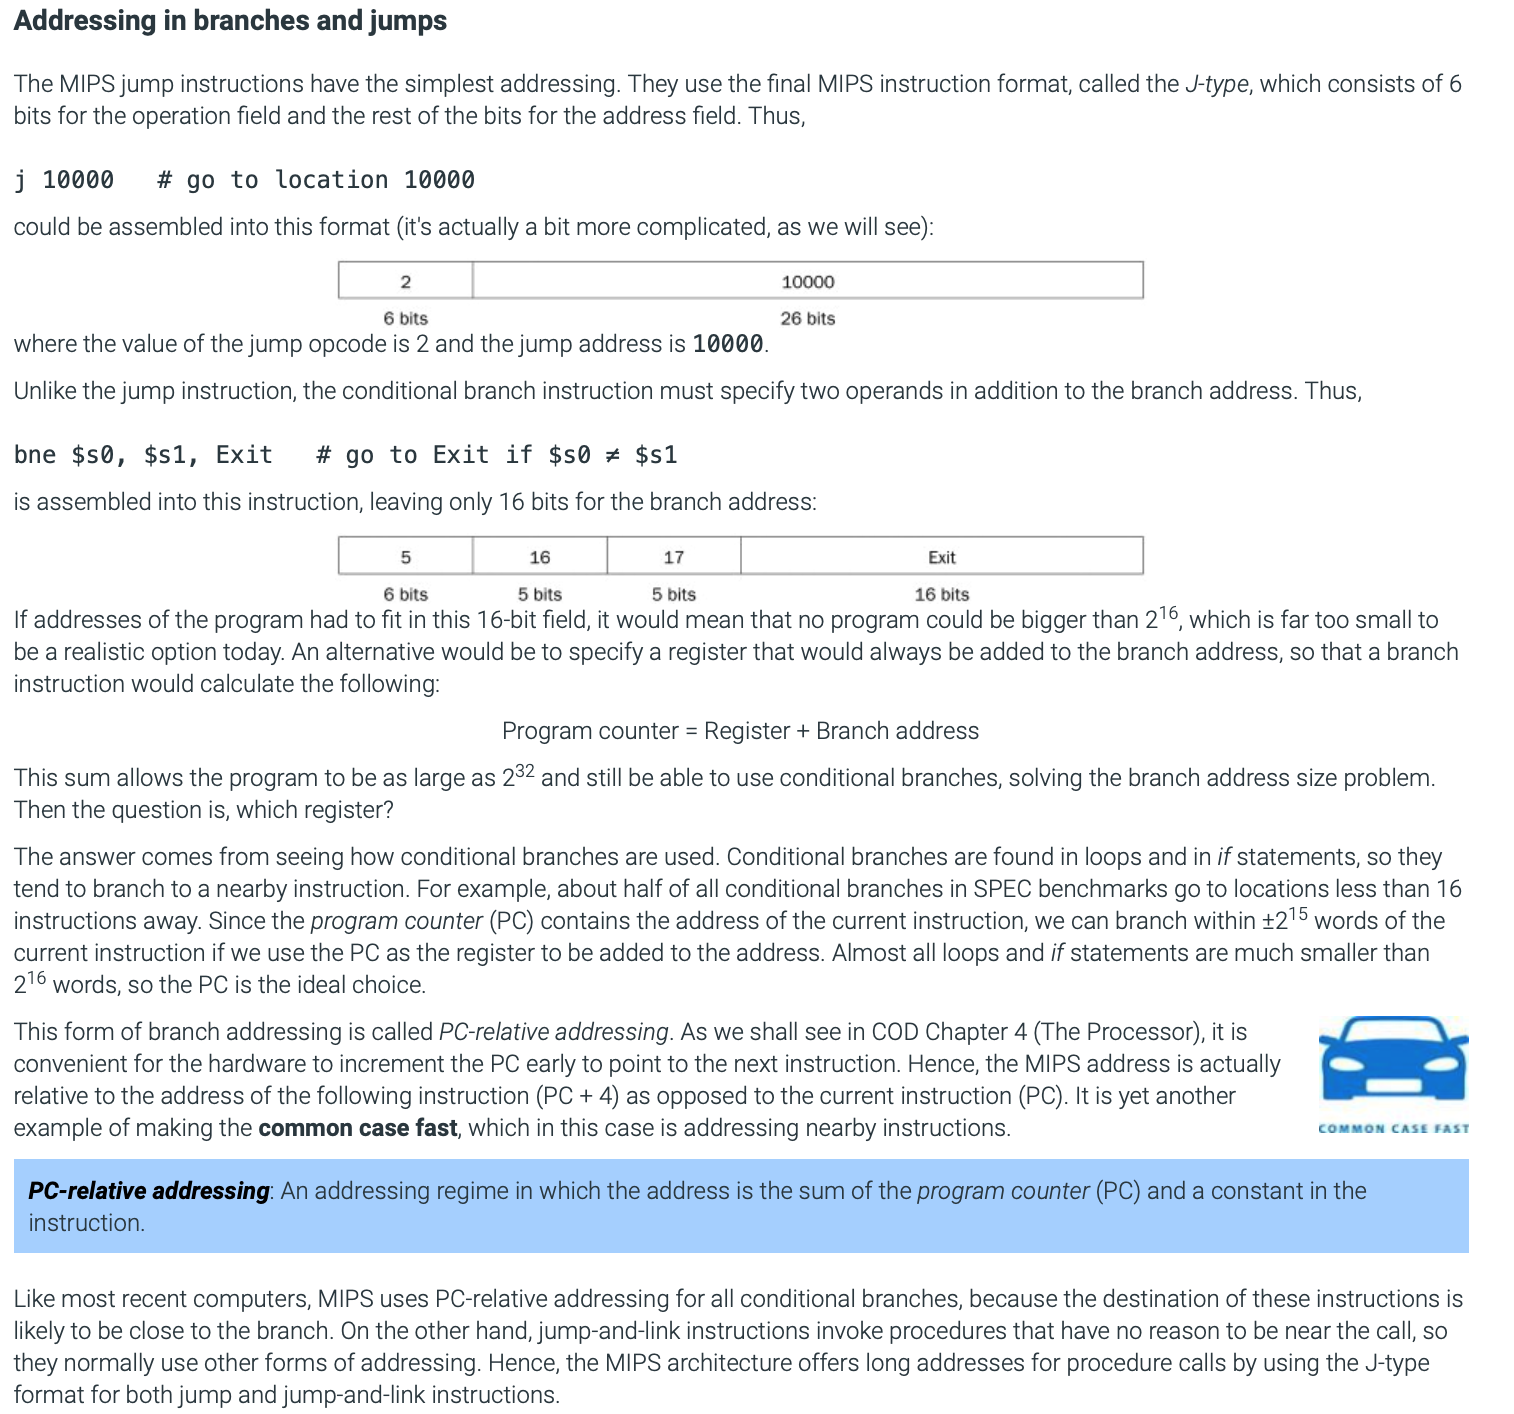 Addressing in branches and jumps
The MIPS jump instructions have the simplest addressing. They use the final MIPS instruction format, called the J-type, which consists of 6
bits for the operation field and the rest of the bits for the address field. Thus,
j 10000   # go to location 10000
could be assembled into this format (it's actually a bit more complicated, as we will see):
2 10000
6 bits 26 bits
where the value of the jump opcode is 2 and the jump address is 10000.
Unlike the jump instruction, the conditional branch instruction must specify two operands in addition to the branch address. Thus,
bne $s0, $s1, Exit   # go to Exit if $s0 ≠ $s1
is assembled into this instruction, leaving only 16 bits for the branch address:
5 16 17 Exit
6 bits 5 bits 5 bits 16 bits
If addresses of the program had to fit in this 16-bit field, it would mean that no program could be bigger than 2^16, which is far too small to
be a realistic option today. An alternative would be to specify a register that would always be added to the branch address, so that a branch
instruction would calculate the following:
Program counter = Register + Branch address
This sum allows the program to be as large as 2^32 and still be able to use conditional branches, solving the branch address size problem.
Then the question is, which register?
The answer comes from seeing how conditional branches are used. Conditional branches are found in loops and in if statements, so they
tend to branch to a nearby instruction. For example, about half of all conditional branches in SPEC benchmarks go to locations less than 16
instructions away. Since the program counter (PC) contains the address of the current instruction, we can branch within ±2^15 words of the
current instruction if we use the PC as the register to be added to the address. Almost all loops and if statements are much smaller than
2^16 words, so the PC is the ideal choice.
This form of branch addressing is called PC-relative addressing. As we shall see in COD Chapter 4 (The Processor), it is
convenient for the hardware to increment the PC early to point to the next instruction. Hence, the MIPS address is actually
relative to the address of the following instruction (PC + 4) as opposed to the current instruction (PC). It is yet another
example of making the common case fast, which in this case is addressing nearby instructions.
COMMON CASE FAST
PC-relative addressing: An addressing regime in which the address is the sum of the program counter (PC) and a constant in the
instruction.
Like most recent computers, MIPS uses PC-relative addressing for all conditional branches, because the destination of these instructions is
likely to be close to the branch. On the other hand, jump-and-link instructions invoke procedures that have no reason to be near the call, so
they normally use other forms of addressing. Hence, the MIPS architecture offers long addresses for procedure calls by using the J-type
format for both jump and jump-and-link instructions.